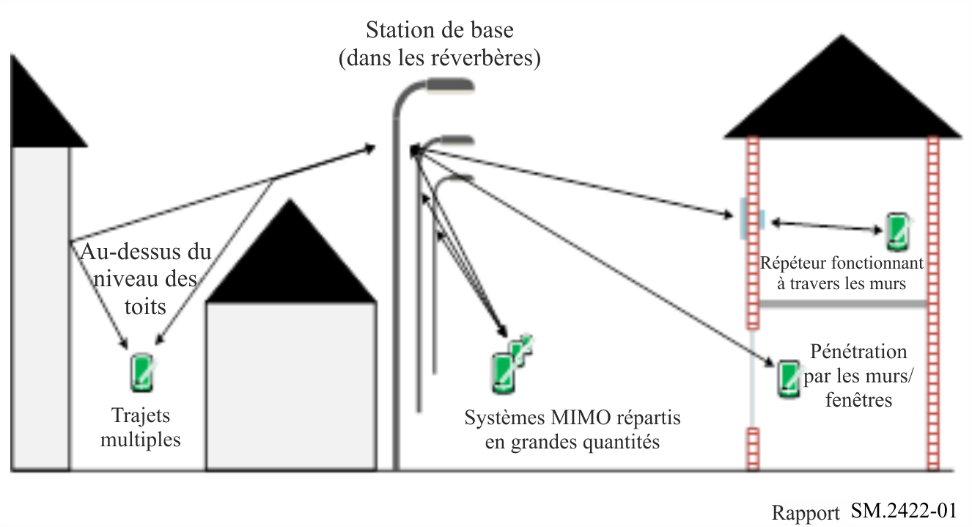 Station de base
(dans les réverbères)
Au-dessus du
niveau des
toits
Trajets
multiples
Systèmes MIMO répartis
en grandes quantités
Répéteur fonctionnant
à travers les murs
Pénétration
par les murs/
fenêtres
Rapport SM.2422-01